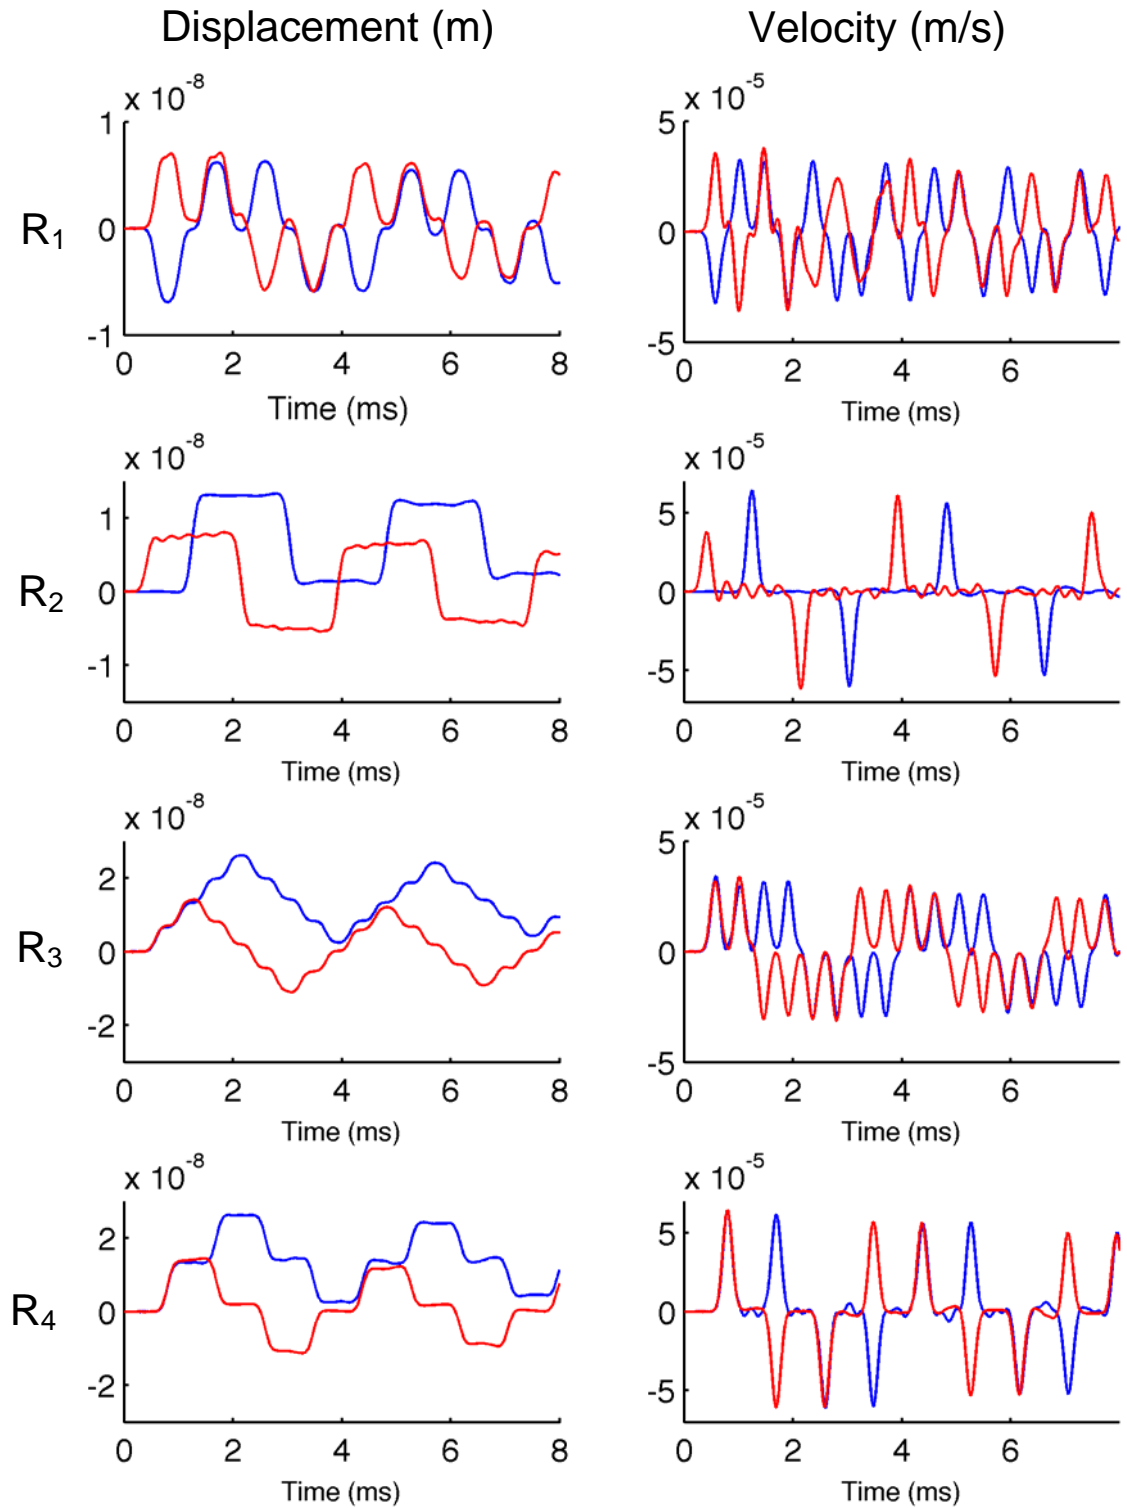 Displacement (m) Velocity (m/s)
x 10^-8 x 10^-5
1 5
R1 0 0
-1 -5
0 2 4 6 8 0 2 4 6
Time (ms) Time (ms)
x 10^-8 x 10^-5
1 5
R2 0 0
-1 -5
0 2 4 6 8 0 2 4 6
Time (ms) Time (ms)
x 10^-8 x 10^-5
2 5
R3 0 0
-2 -5
0 2 4 6 8 0 2 4 6
Time (ms) Time (ms)
x 10^-8 x 10^-5
2 5
R4 0 0
-2 -5
0 2 4 6 8 0 2 4 6
Time (ms) Time (ms)